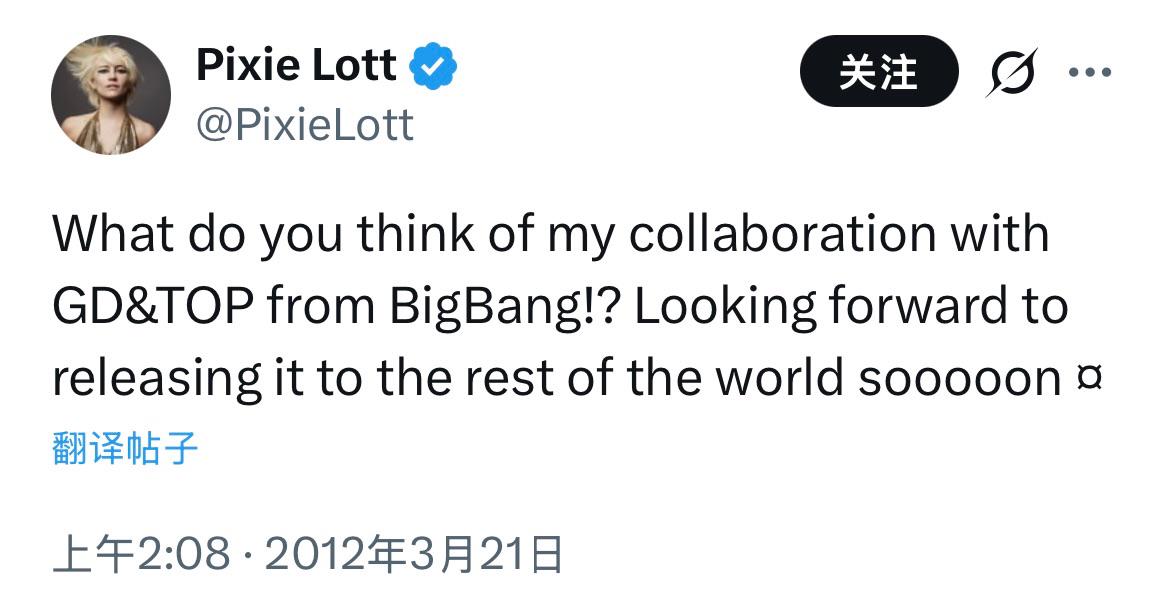 Pixie Lott
@PixieLott
关注
What do you think of my collaboration with
GD&TOP from BigBang!? Looking forward to
releasing it to the rest of the world sooooon ¤
翻译帖子
上午2:08 · 2012年3月21日